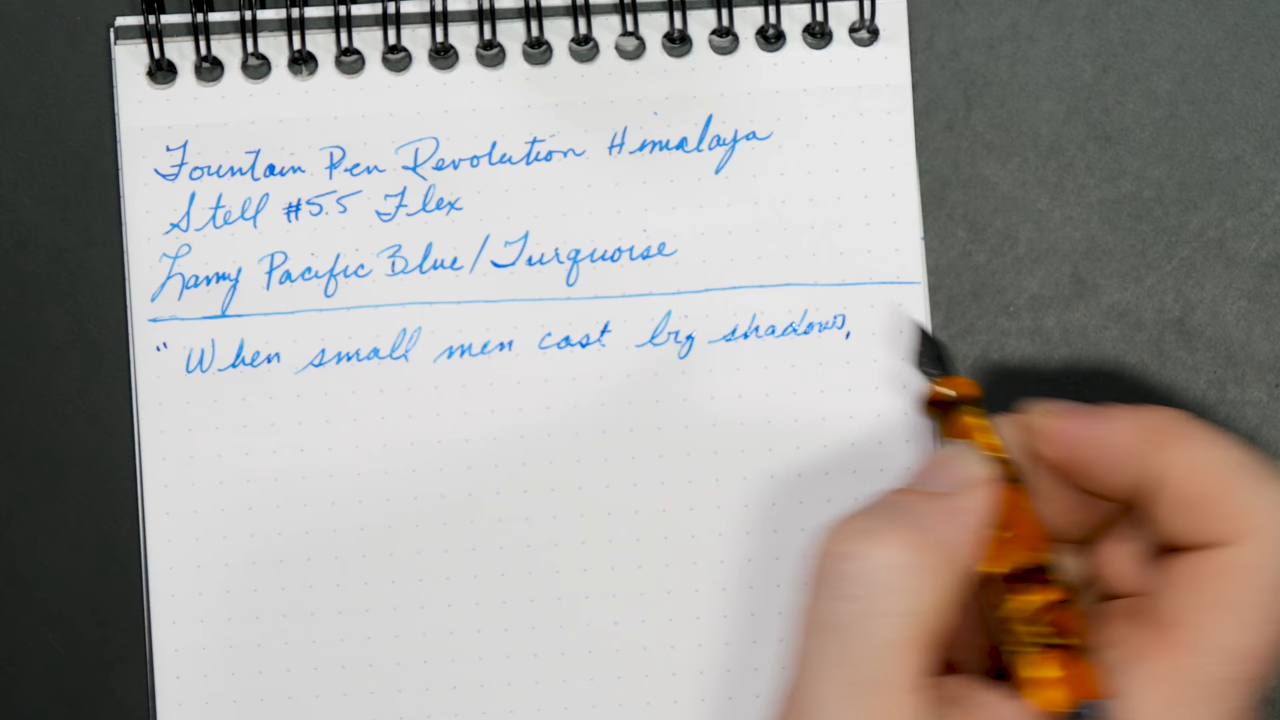 Fountain Pen Revolution Himalaya
Stell #5.5 Flex
Lamy Pacific Blue/Turquoise
"When small men cast big shadows,